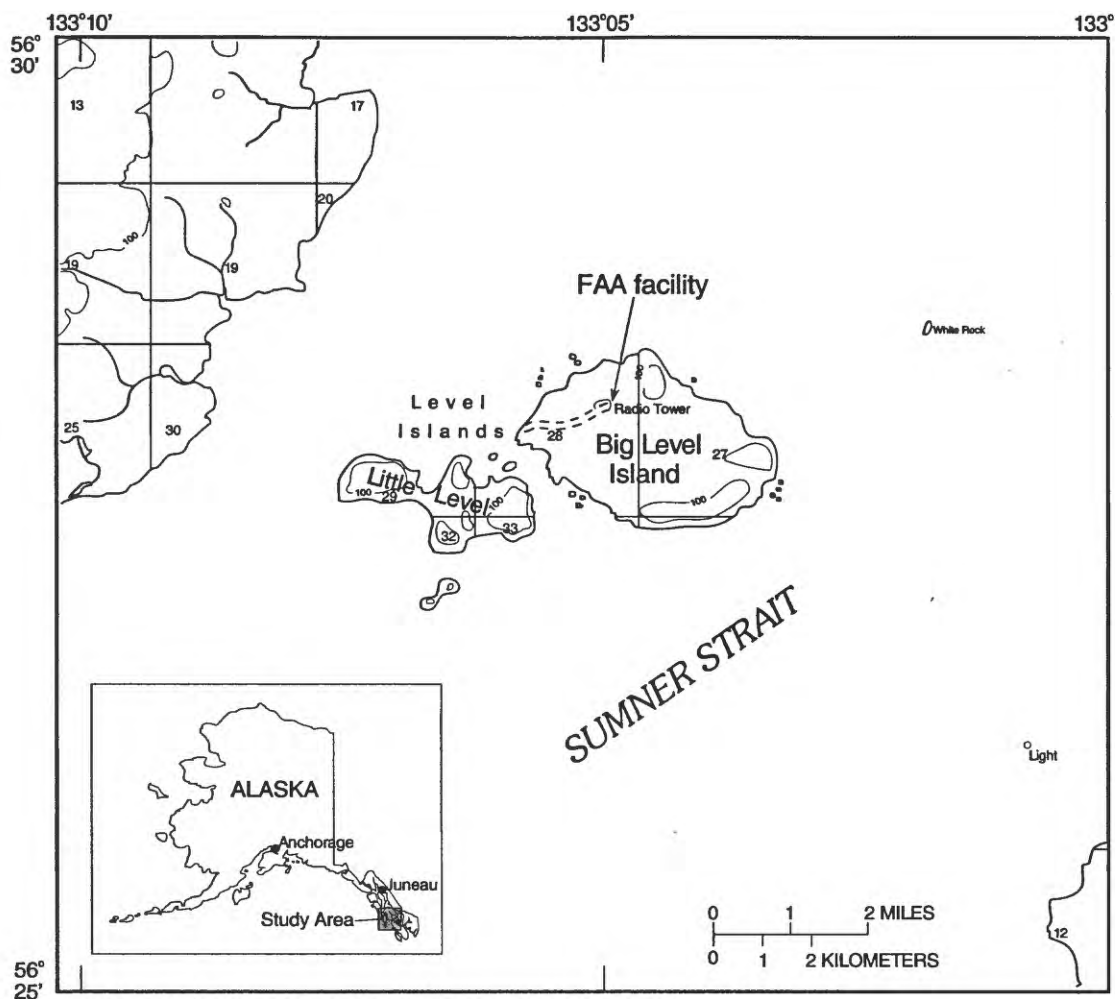 133°10'
133°05'
133°
56°
30'
13
17
20
100
19
19
FAA facility
White Rock
100
Level
Islands
Radio Tower
25
30
28
Big Level
Island
27
Little
Level
100
29
100
100
32
33
SUMNER STRAIT
Light
ALASKA
Anchorage
Juneau
Study Area
0 1 2 MILES
0 1 2 KILOMETERS
12
56°
25'